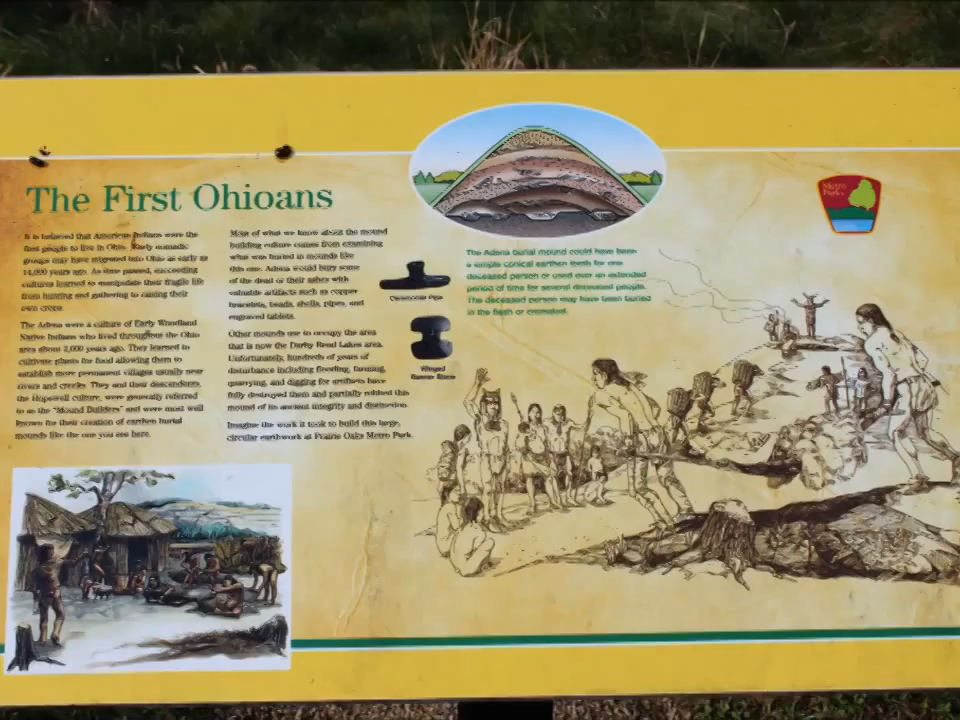 The First Ohioans
It is believed that American Indians were the
first people to live in Ohio. Early nomadic
groups may have migrated into Ohio as early as
14,000 years ago. As time passed, succeeding
cultures learned to manipulate their fragile life
from hunting and gathering to raising their
own crops.
The Adena were a culture of Early Woodland
Native Indians who lived throughout the Ohio
area about 2,000 years ago. They learned to
cultivate plants for food allowing them to
establish more permanent villages usually near
rivers and creeks. They and their descendents,
the Hopewell culture, were generally referred
to as the "Mound Builders" and were most well
known for their creation of earthen burial
mounds like the one you see here.
Most of what we know about the mound
building culture comes from examining
what was buried in mounds like
this one. Adena would bury some
of the dead or their ashes with
valuable artifacts such as copper
bracelets, beads, shells, pipes, and
engraved tablets.
Other mounds use to occupy the area
that is now the Darby Bend Lakes area.
Unfortunately, hundreds of years of
disturbance including flooding, farming,
quarrying, and digging for artifacts have
fully destroyed them and partially robbed this
mound of its ancient integrity and distinction.
Imagine the work it took to build this large,
circular earthwork at Prairie Oaks Metro Park.
Ceremonial Pipe
Winged
Banner Stone
The Adena burial mound could have been
a simple conical earthen tomb for one
deceased person or used over an extended
period of time for several deceased people.
The deceased person may have been buried
in the flesh or cremated.
Metro
Parks